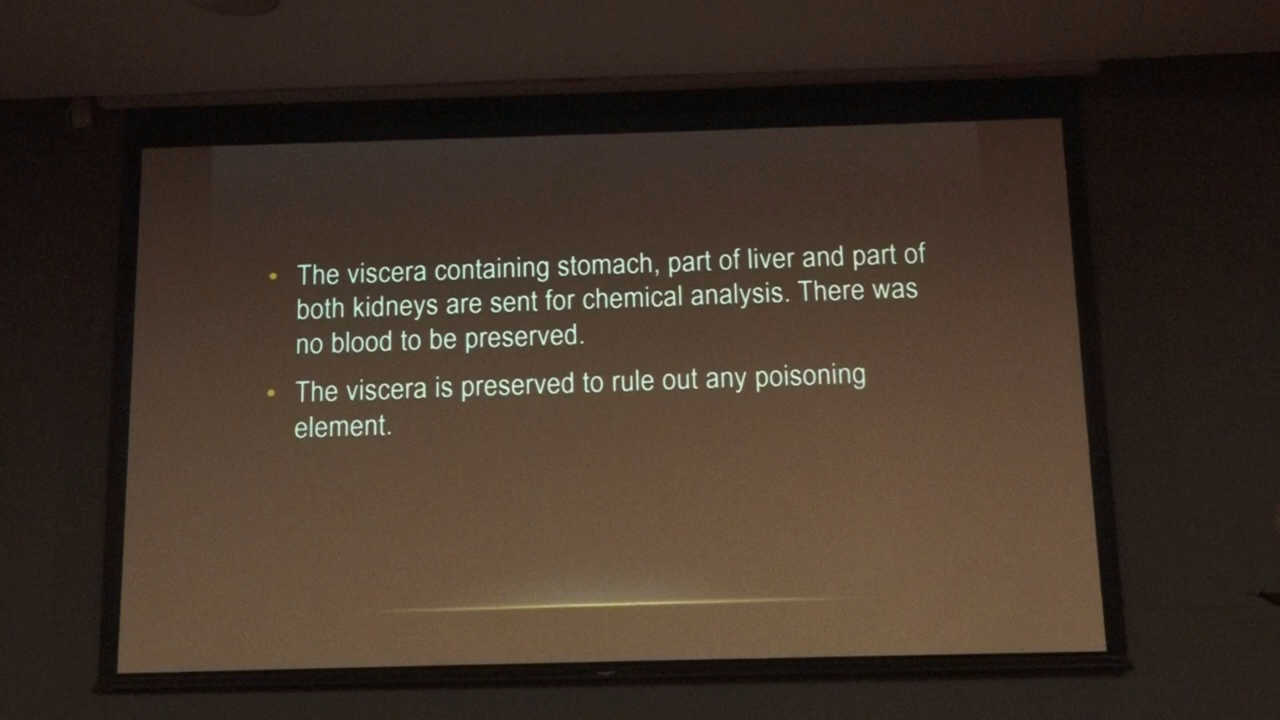 • The viscera containing stomach, part of liver and part of
both kidneys are sent for chemical analysis. There was
no blood to be preserved.
• The viscera is preserved to rule out any poisoning
element.